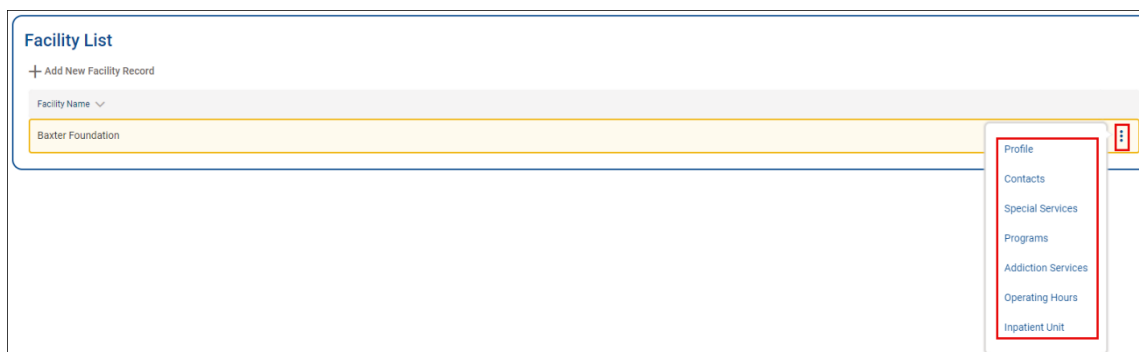 Facility List
Add New Facility Record
Facility Name
Baxter Foundation
Profile
Contacts
Special Services
Programs
Addiction Services
Operating Hours
Inpatient Unit